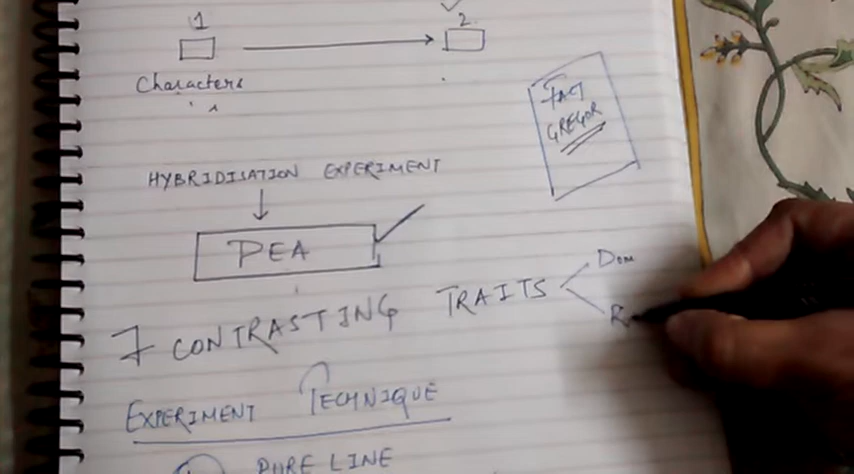 1
2
Characters
FACT
GREGOR
HYBRIDISATION EXPERIMENT
PEA
7 CONTRASTING TRAITS
Dom
R
EXPERIMENT TECHNIQUE
PURE LINE